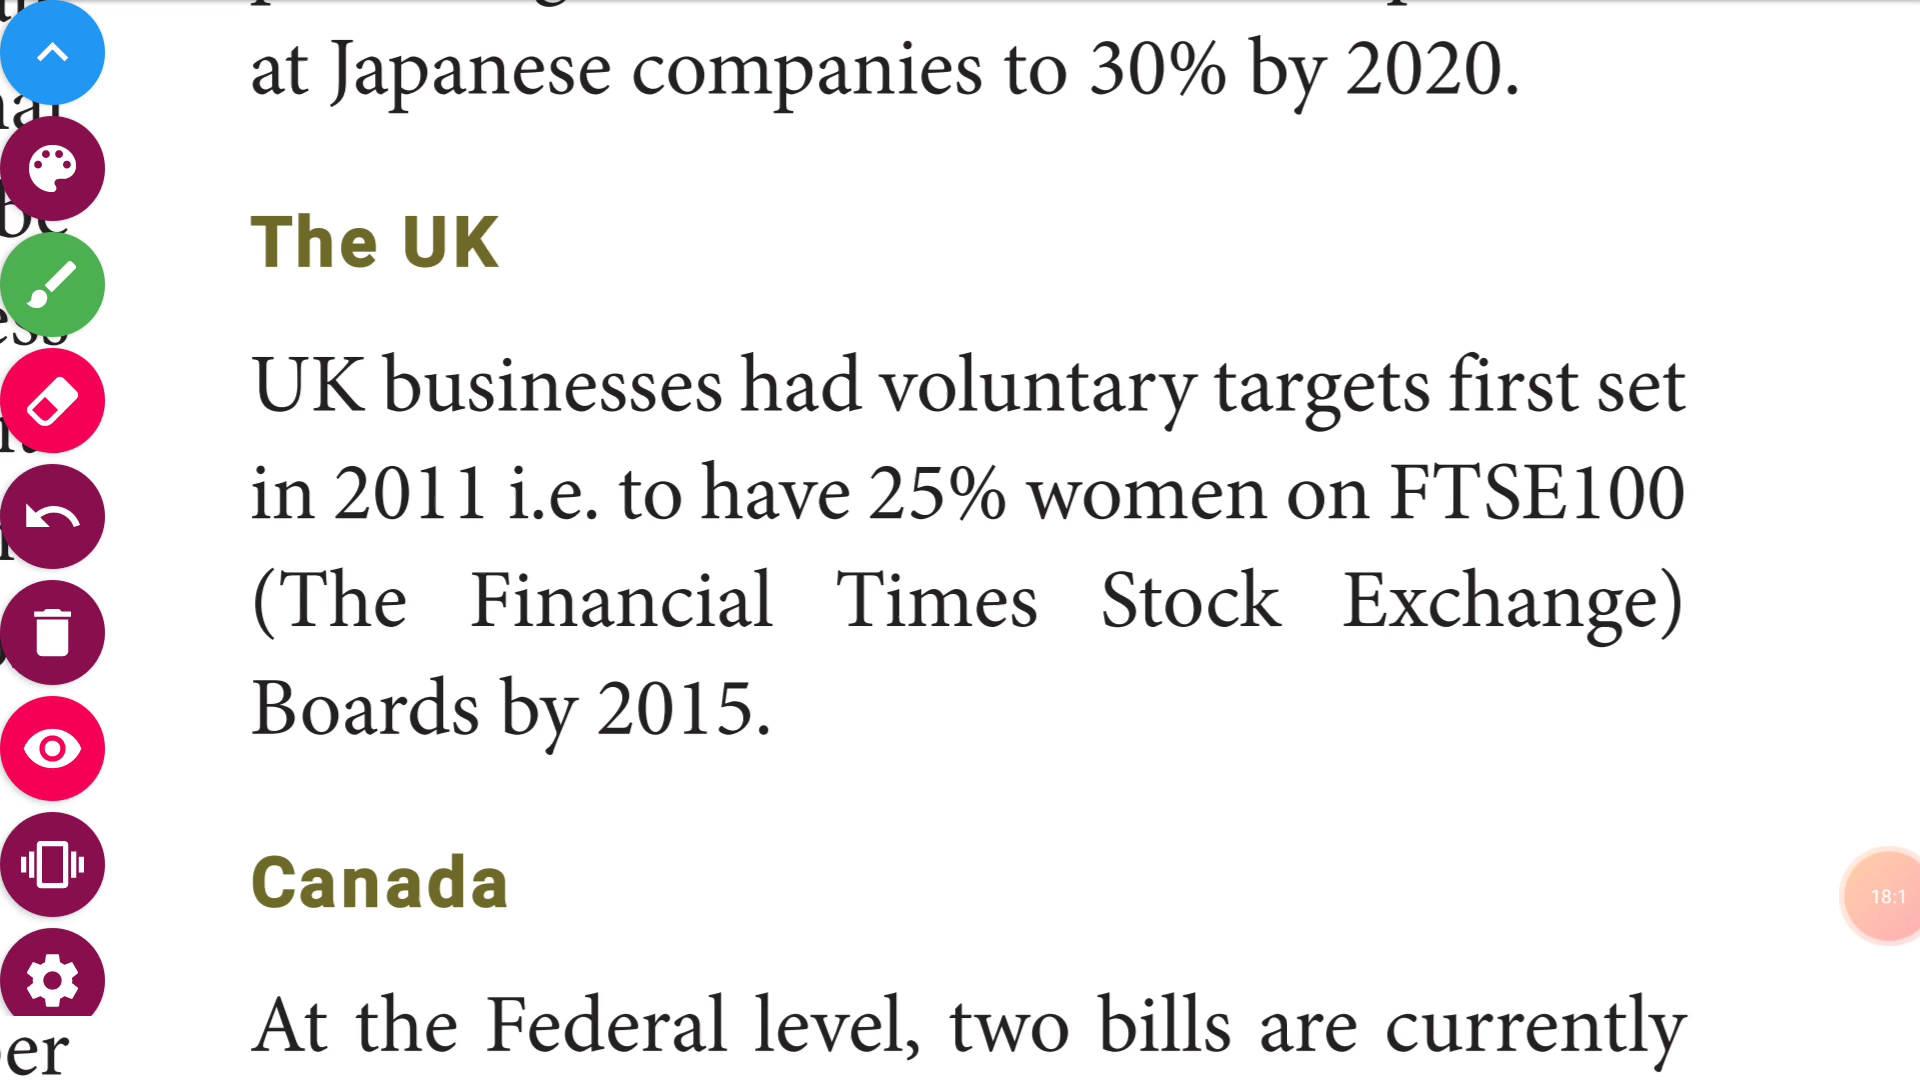 at Japanese companies to 30% by 2020.
The UK
UK businesses had voluntary targets first set
in 2011 i.e. to have 25% women on FTSE100
(The Financial Times Stock Exchange)
Boards by 2015.
Canada
At the Federal level, two bills are currently
18:1